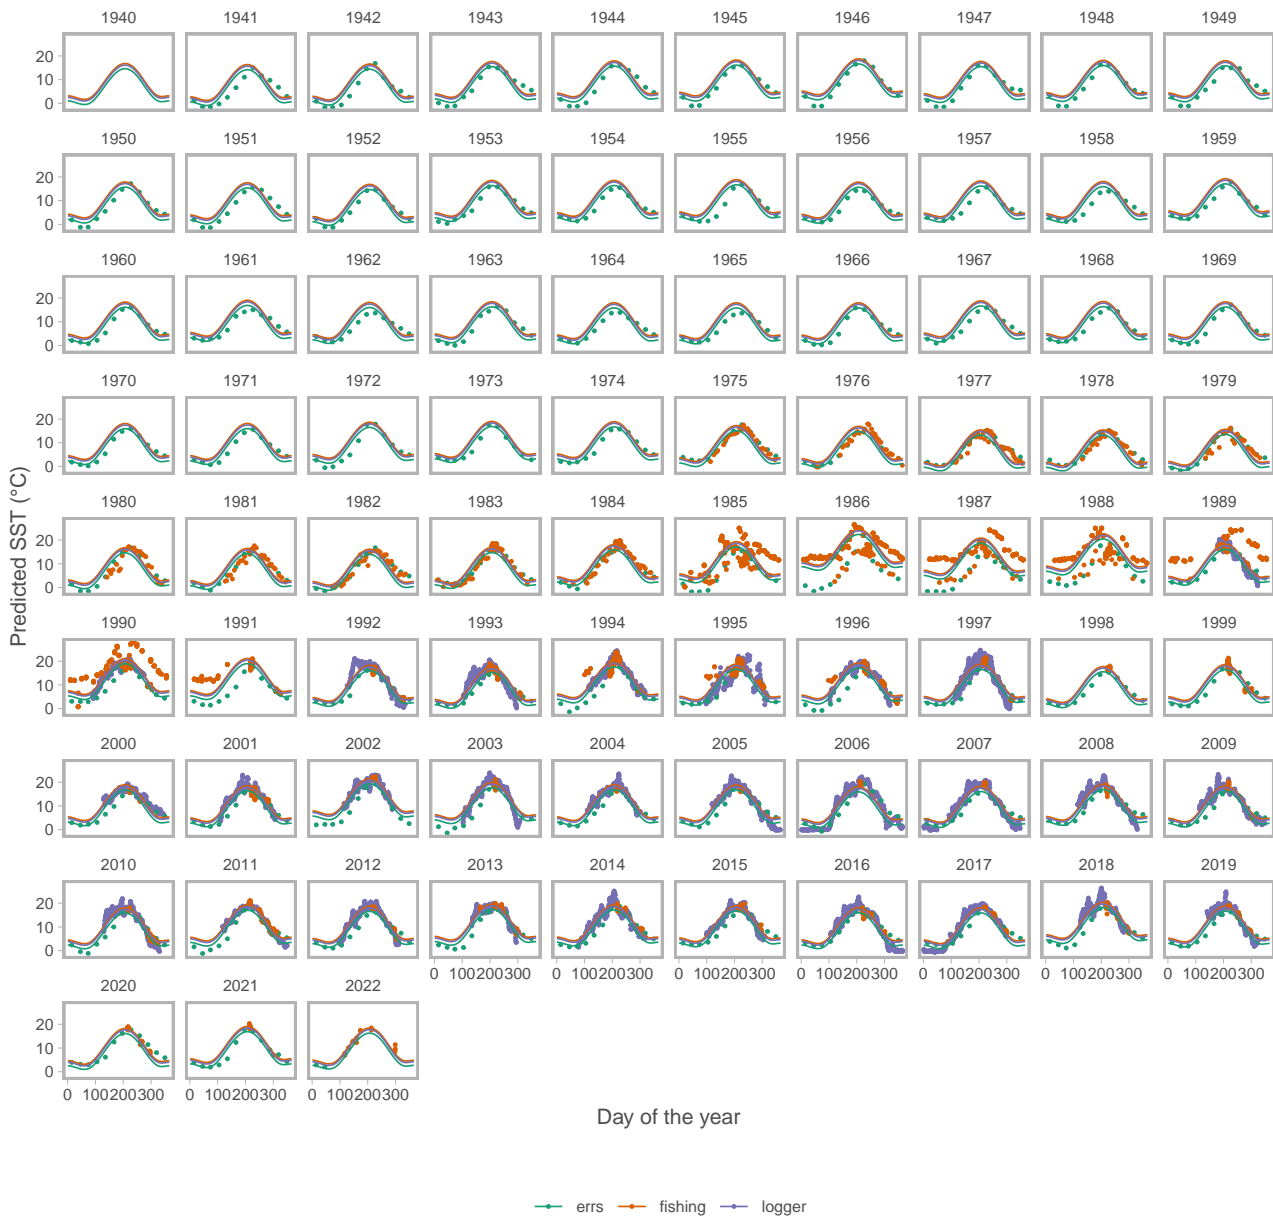 1940 1941 1942 1943 1944 1945 1946 1947 1948 1949
20
10
0
1950 1951 1952 1953 1954 1955 1956 1957 1958 1959
20
10
0
1960 1961 1962 1963 1964 1965 1966 1967 1968 1969
20
10
0
1970 1971 1972 1973 1974 1975 1976 1977 1978 1979
20
10
0
Predicted SST (°C)
1980 1981 1982 1983 1984 1985 1986 1987 1988 1989
20
10
0
1990 1991 1992 1993 1994 1995 1996 1997 1998 1999
20
10
0
2000 2001 2002 2003 2004 2005 2006 2007 2008 2009
20
10
0
2010 2011 2012 2013 2014 2015 2016 2017 2018 2019
20
10
0
0 100200300 0 100200300 0 100200300 0 100200300 0 100200300 0 100200300 0 100200300
2020 2021 2022
20
10
0
0 100200300 0 100200300 0 100200300
Day of the year
errs fishing logger